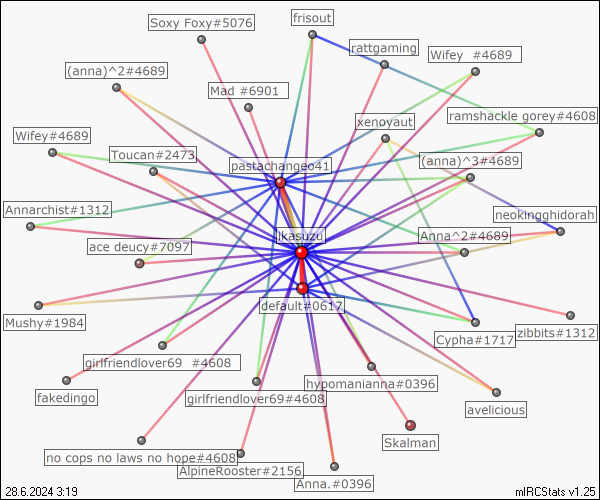 Soxy Foxy#5076
frisout
rattgaming
Wifey  #4689
(anna)^2#4689
Mad #6901
ramshackle gorey#4608
xenoyaut
Wifey#4689
Toucan#2473
pastachangeo41
(anna)^3#4689
Annarchist#1312
neokingghidorah
ikasuzu
Anna^2#4689
ace deucy#7097
default#0617
Mushy#1984
zibbits#1312
Cypha#1717
girlfriendlover69  #4608
hypomanianna#0396
fakedingo
girlfriendlover69#4608
avelicious
Skalman
no cops no laws no hope#4608
AlpineRooster#2156
Anna.#0396
28.6.2024 3:19
mIRCStats v1.25